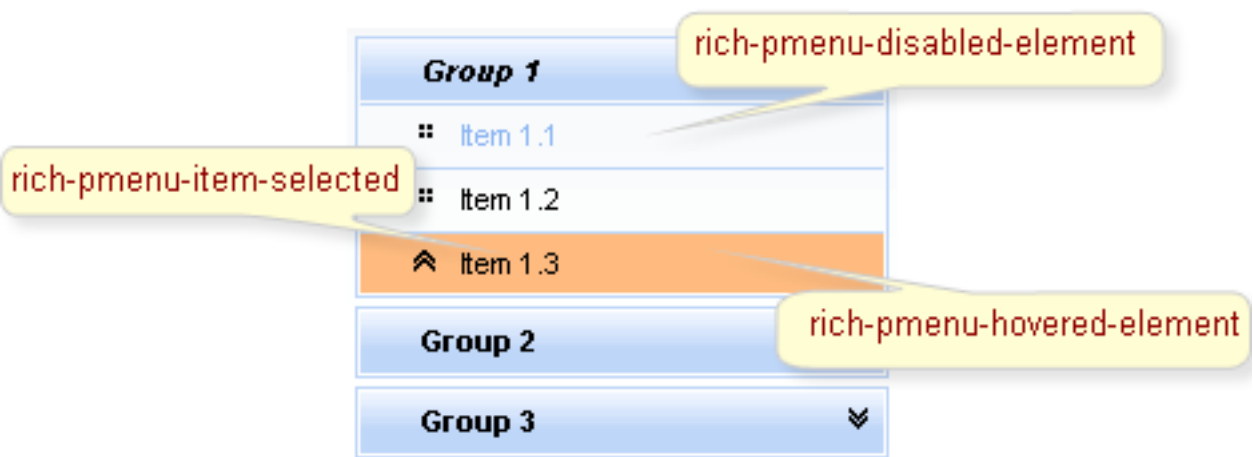 rich-pmenu-disabled-element
Group 1
Item 1.1
rich-pmenu-item-selected
Item 1.2
Item 1.3
rich-pmenu-hovered-element
Group 2
Group 3